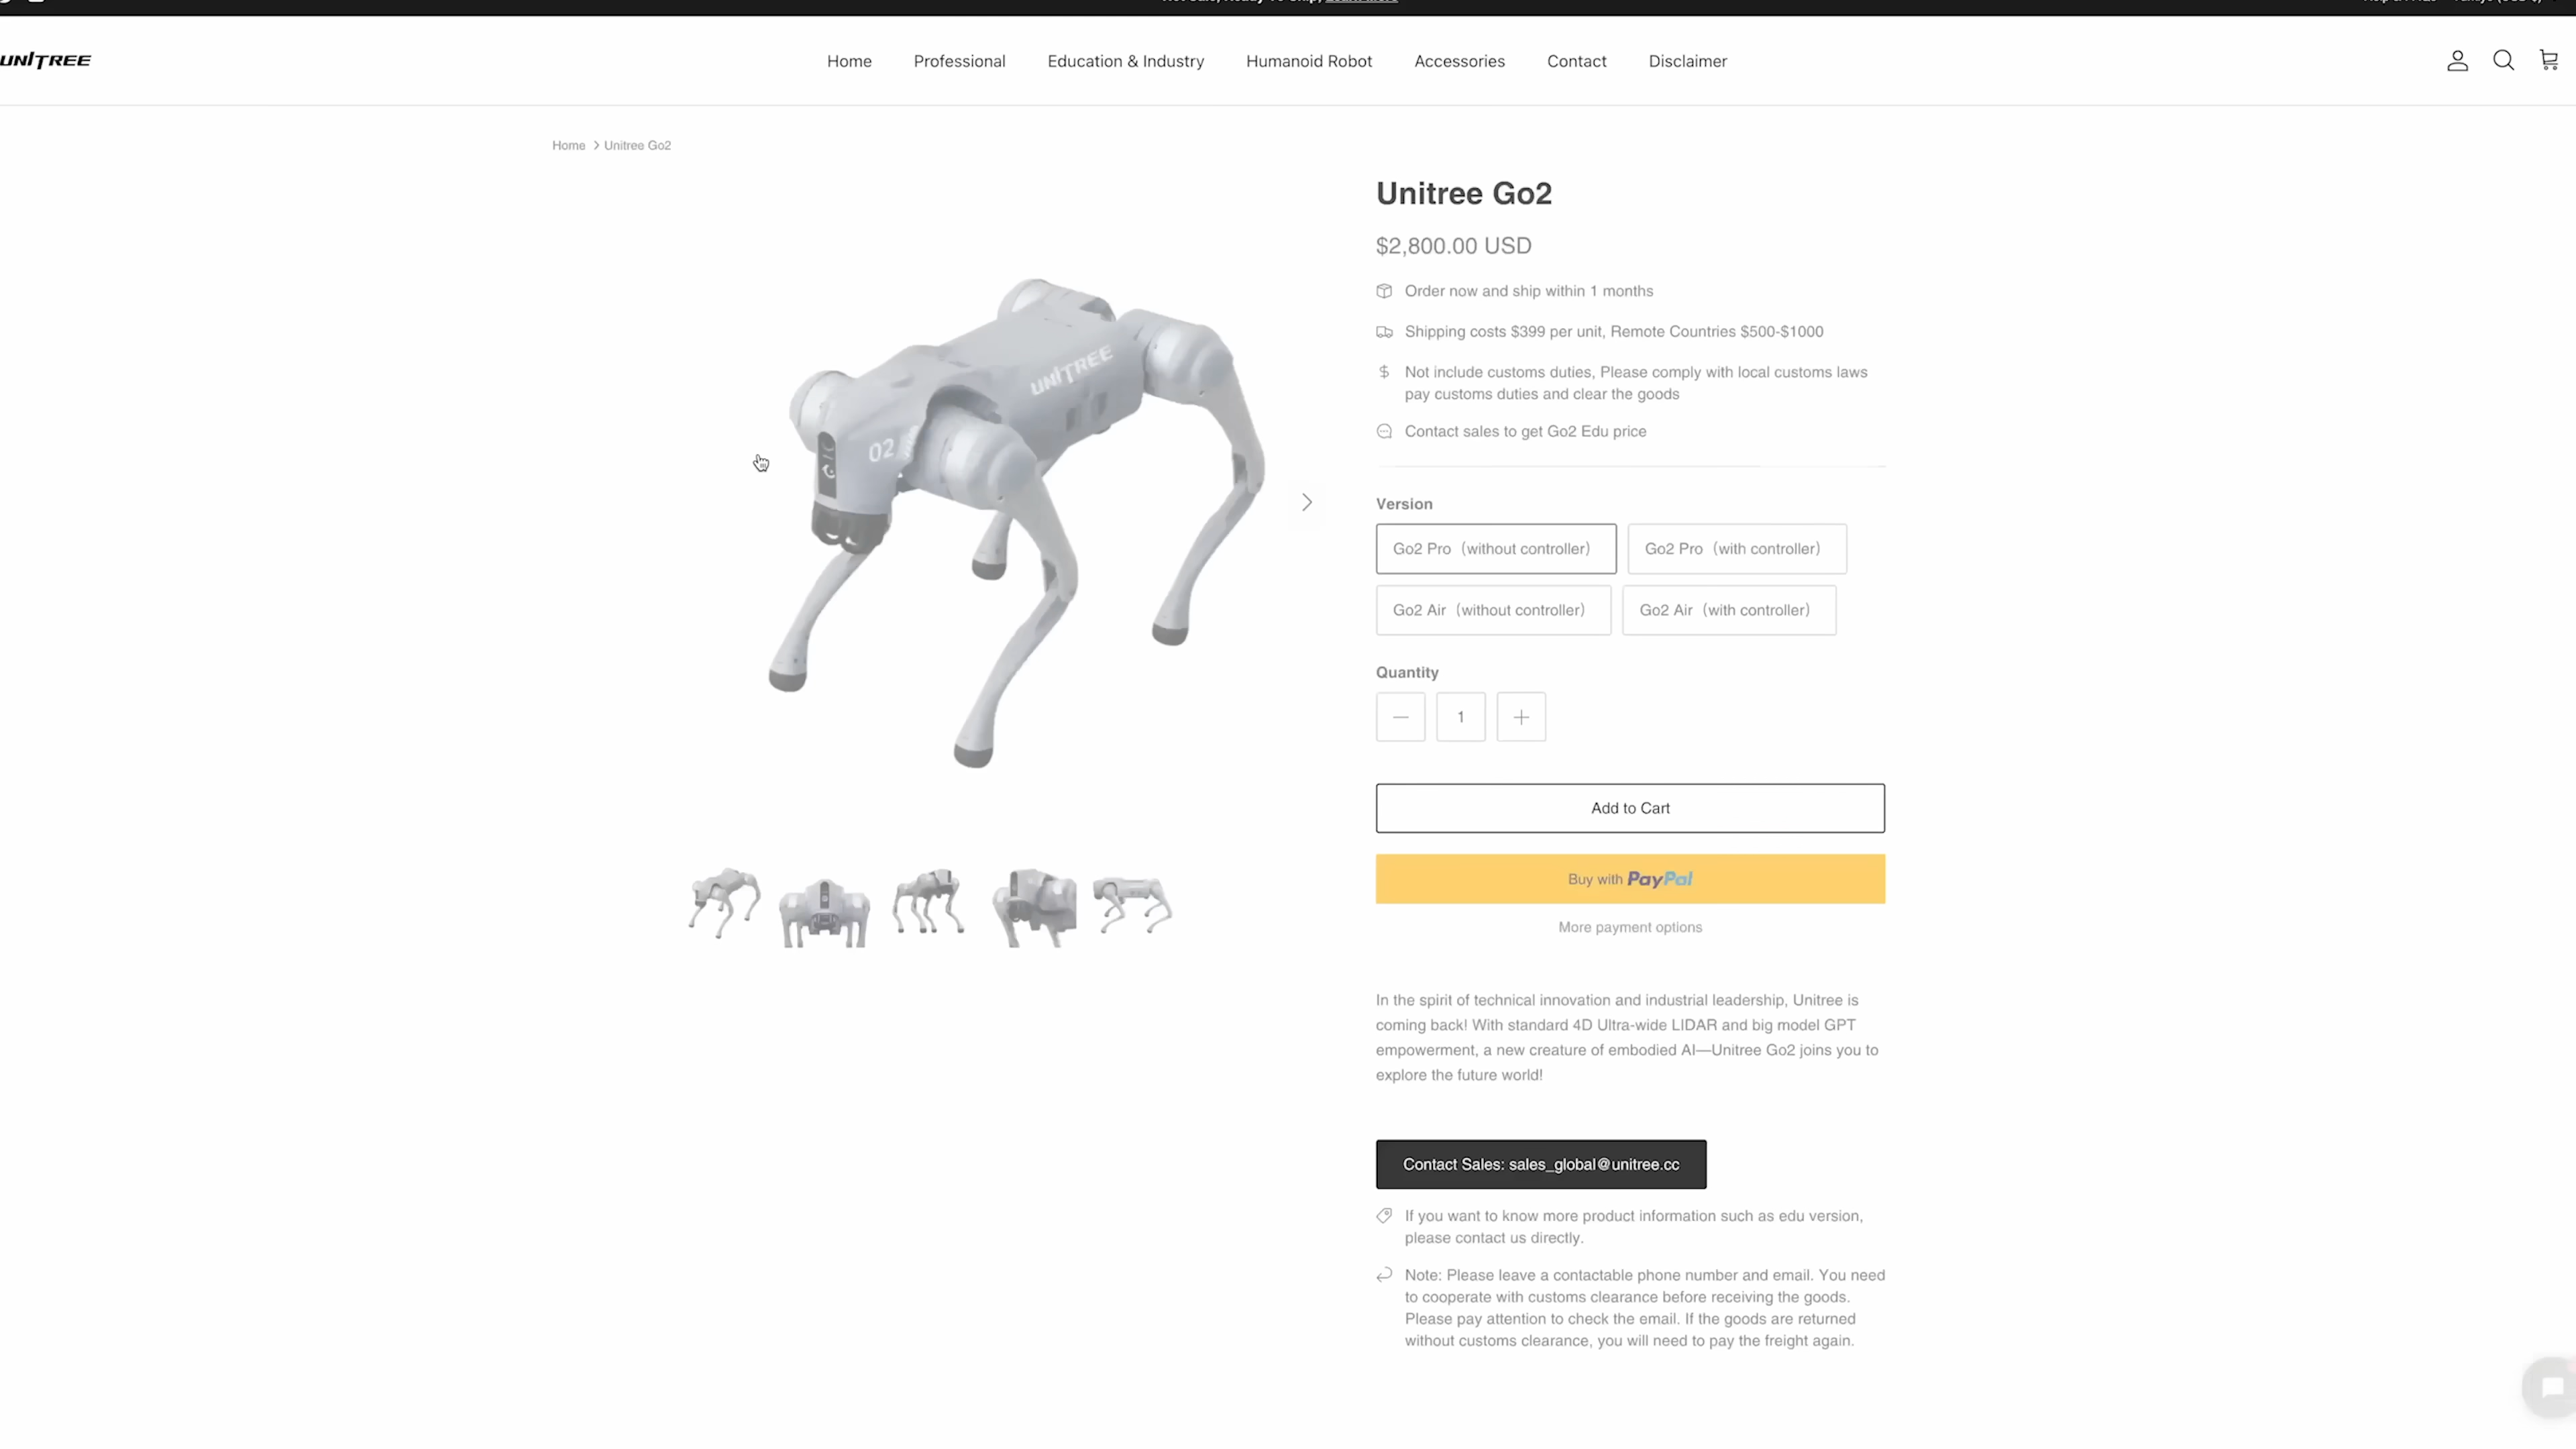 UNITREE
Home Professional Education & Industry Humanoid Robot Accessories Contact Disclaimer
Home > Unitree Go2
Unitree Go2
$2,800.00 USD
Order now and ship within 1 months
Shipping costs $399 per unit, Remote Countries $500-$1000
Not include customs duties, Please comply with local customs laws
pay customs duties and clear the goods
Contact sales to get Go2 Edu price
UNITREE
02
Version
Go2 Pro（without controller） Go2 Pro（with controller）
Go2 Air（without controller） Go2 Air（with controller）
Quantity
1
Add to Cart
Buy with PayPal
More payment options
In the spirit of technical innovation and industrial leadership, Unitree is
coming back! With standard 4D Ultra-wide LIDAR and big model GPT
empowerment, a new creature of embodied AI—Unitree Go2 joins you to
explore the future world!
Contact Sales: sales_global@unitree.cc
If you want to know more product information such as edu version,
please contact us directly.
Note: Please leave a contactable phone number and email. You need
to cooperate with customs clearance before receiving the goods.
Please pay attention to check the email. If the goods are returned
without customs clearance, you will need to pay the freight again.